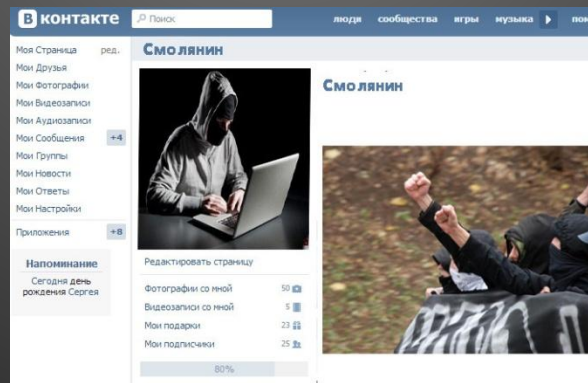 В контакте
Поиск
люди сообщества игры музыка
Моя Страница ред.
Мои Друзья
Мои Фотографии
Мои Видеозаписи
Мои Аудиозаписи
Мои Сообщения +4
Мои Группы
Мои Новости
Мои Ответы
Мои Настройки
Приложения +8
Напоминание
Сегодня день
рождения Сергея
Смолянин
Редактировать страницу
Фотографии со мной 50
Видеозаписи со мной 5
Мои подарки 23
Мои подписчики 25
80%
Смолянин